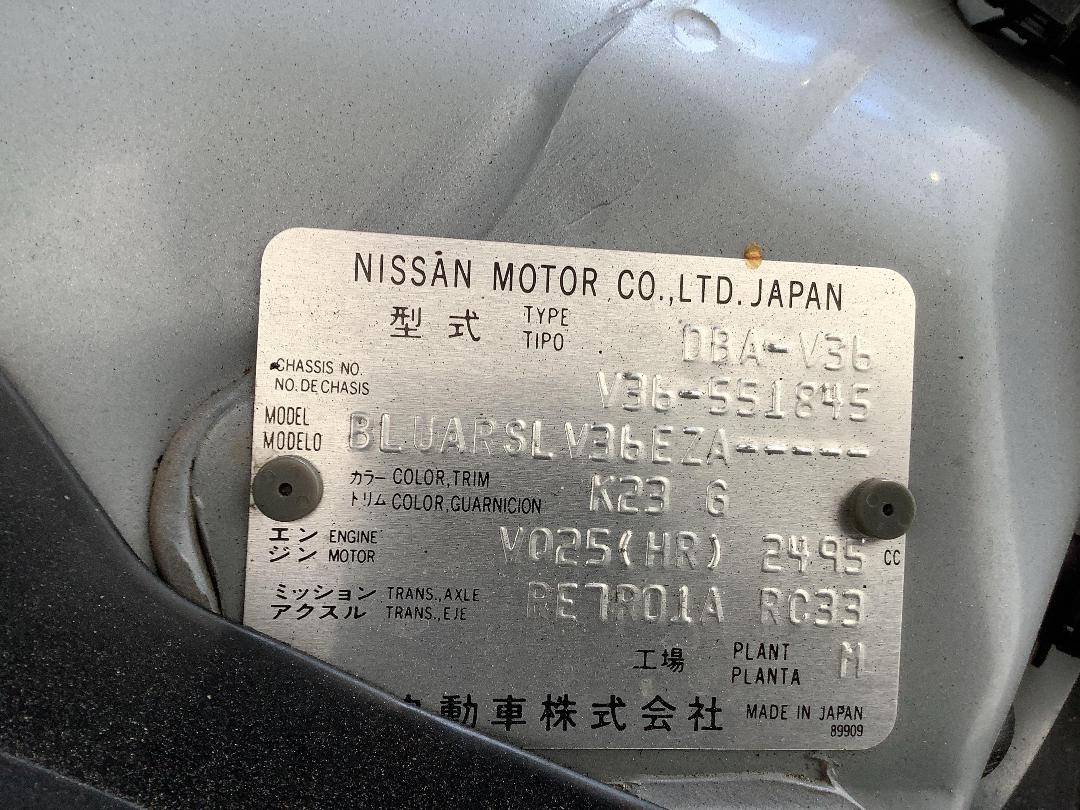 NISSAN MOTOR CO.,LTD. JAPAN
型式 TYPE TIPO DBA-V36
CHASSIS NO. NO. DE CHASIS V36-551845
MODEL MODELO BLUARSLV36EZA-----
カラー COLOR,TRIM トリム COLOR,GUARNICION K23 G
エンジン ENGINE MOTOR VQ25(HR) 2495 CC
ミッション TRANS.,AXLE アクスル TRANS.,EJE RE7R01A RC33
工場 PLANT PLANTA M
動車株式会社 MADE IN JAPAN
89909